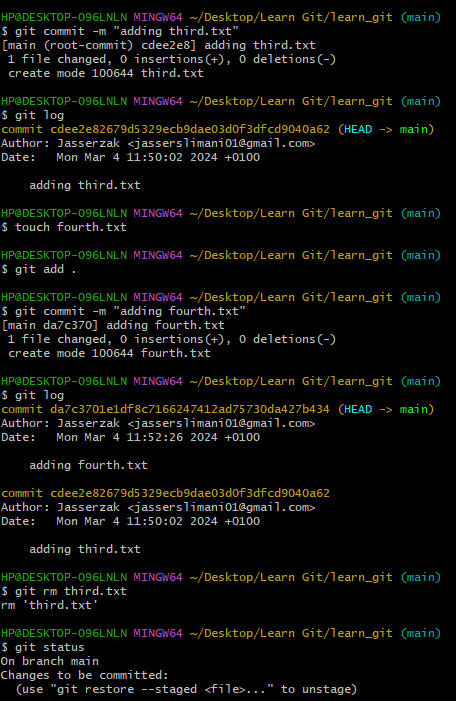 HP@DESKTOP-O96LNLN MINGW64 ~/Desktop/Learn Git/learn_git (main)
$ git commit -m "adding third.txt"
[main (root-commit) cdee2e8] adding third.txt
 1 file changed, 0 insertions(+), 0 deletions(-)
 create mode 100644 third.txt
HP@DESKTOP-O96LNLN MINGW64 ~/Desktop/Learn Git/learn_git (main)
$ git log
commit cdee2e82679d5329ecb9dae03d0f3dfcd9040a62 (HEAD -> main)
Author: Jasserzak <jasserslimani01@gmail.com>
Date:   Mon Mar 4 11:50:02 2024 +0100
    adding third.txt
HP@DESKTOP-O96LNLN MINGW64 ~/Desktop/Learn Git/learn_git (main)
$ touch fourth.txt
HP@DESKTOP-O96LNLN MINGW64 ~/Desktop/Learn Git/learn_git (main)
$ git add .
HP@DESKTOP-O96LNLN MINGW64 ~/Desktop/Learn Git/learn_git (main)
$ git commit -m "adding fourth.txt"
[main da7c370] adding fourth.txt
 1 file changed, 0 insertions(+), 0 deletions(-)
 create mode 100644 fourth.txt
HP@DESKTOP-O96LNLN MINGW64 ~/Desktop/Learn Git/learn_git (main)
$ git log
commit da7c3701e1df8c7166247412ad75730da427b434 (HEAD -> main)
Author: Jasserzak <jasserslimani01@gmail.com>
Date:   Mon Mar 4 11:52:26 2024 +0100
    adding fourth.txt
commit cdee2e82679d5329ecb9dae03d0f3dfcd9040a62
Author: Jasserzak <jasserslimani01@gmail.com>
Date:   Mon Mar 4 11:50:02 2024 +0100
    adding third.txt
HP@DESKTOP-O96LNLN MINGW64 ~/Desktop/Learn Git/learn_git (main)
$ git rm third.txt
rm 'third.txt'
HP@DESKTOP-O96LNLN MINGW64 ~/Desktop/Learn Git/learn_git (main)
$ git status
On branch main
Changes to be committed:
  (use "git restore --staged <file>..." to unstage)